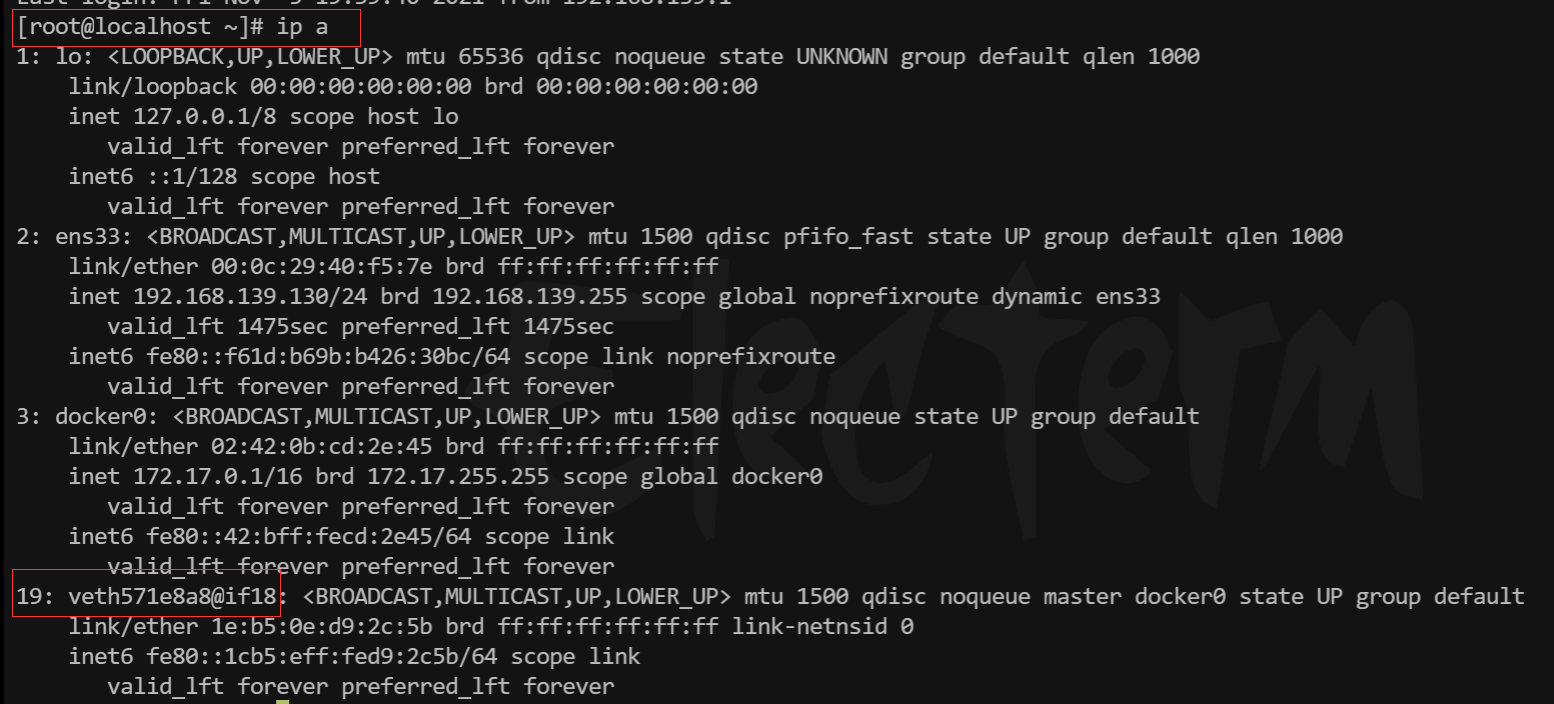 [root@localhost ~]# ip a
1: lo: <LOOPBACK,UP,LOWER_UP> mtu 65536 qdisc noqueue state UNKNOWN group default qlen 1000
    link/loopback 00:00:00:00:00:00 brd 00:00:00:00:00:00
    inet 127.0.0.1/8 scope host lo
       valid_lft forever preferred_lft forever
    inet6 ::1/128 scope host
       valid_lft forever preferred_lft forever
2: ens33: <BROADCAST,MULTICAST,UP,LOWER_UP> mtu 1500 qdisc pfifo_fast state UP group default qlen 1000
    link/ether 00:0c:29:40:f5:7e brd ff:ff:ff:ff:ff:ff
    inet 192.168.139.130/24 brd 192.168.139.255 scope global noprefixroute dynamic ens33
       valid_lft 1475sec preferred_lft 1475sec
    inet6 fe80::f61d:b69b:b426:30bc/64 scope link noprefixroute
       valid_lft forever preferred_lft forever
3: docker0: <BROADCAST,MULTICAST,UP,LOWER_UP> mtu 1500 qdisc noqueue state UP group default
    link/ether 02:42:0b:cd:2e:45 brd ff:ff:ff:ff:ff:ff
    inet 172.17.0.1/16 brd 172.17.255.255 scope global docker0
       valid_lft forever preferred_lft forever
    inet6 fe80::42:bff:fecd:2e45/64 scope link
       valid_lft forever preferred_lft forever
19: veth571e8a8@if18: <BROADCAST,MULTICAST,UP,LOWER_UP> mtu 1500 qdisc noqueue master docker0 state UP group default
    link/ether 1e:b5:0e:d9:2c:5b brd ff:ff:ff:ff:ff:ff link-netnsid 0
    inet6 fe80::1cb5:eff:fed9:2c5b/64 scope link
       valid_lft forever preferred_lft forever
Electerm